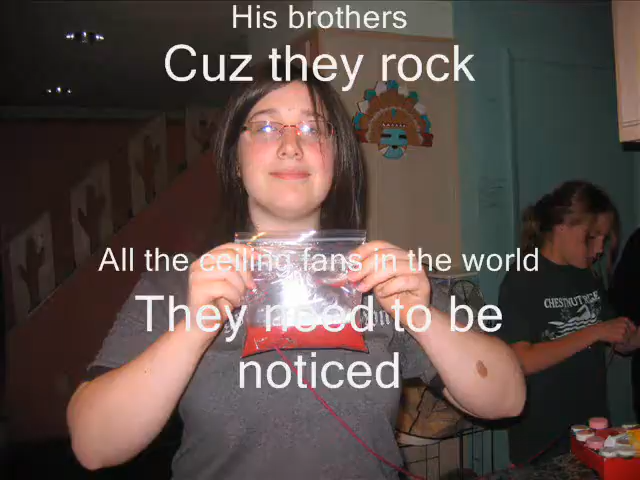 His brothers
Cuz they rock
All the ceiling fans in the world
They need to be
noticed